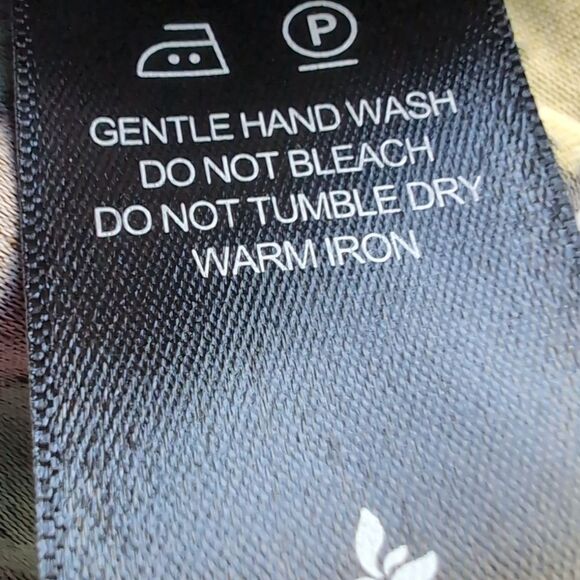 P
GENTLE HAND WASH
DO NOT BLEACH
DO NOT TUMBLE DRY
WARM IRON